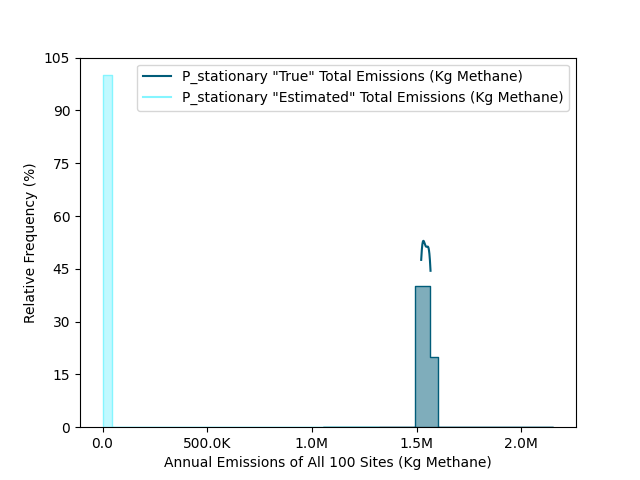 105
90
75
60
45
30
15
0
Relative Frequency (%)
P_stationary "True" Total Emissions (Kg Methane)
P_stationary "Estimated" Total Emissions (Kg Methane)
0.0
500.0K
1.0M
1.5M
2.0M
Annual Emissions of All 100 Sites (Kg Methane)